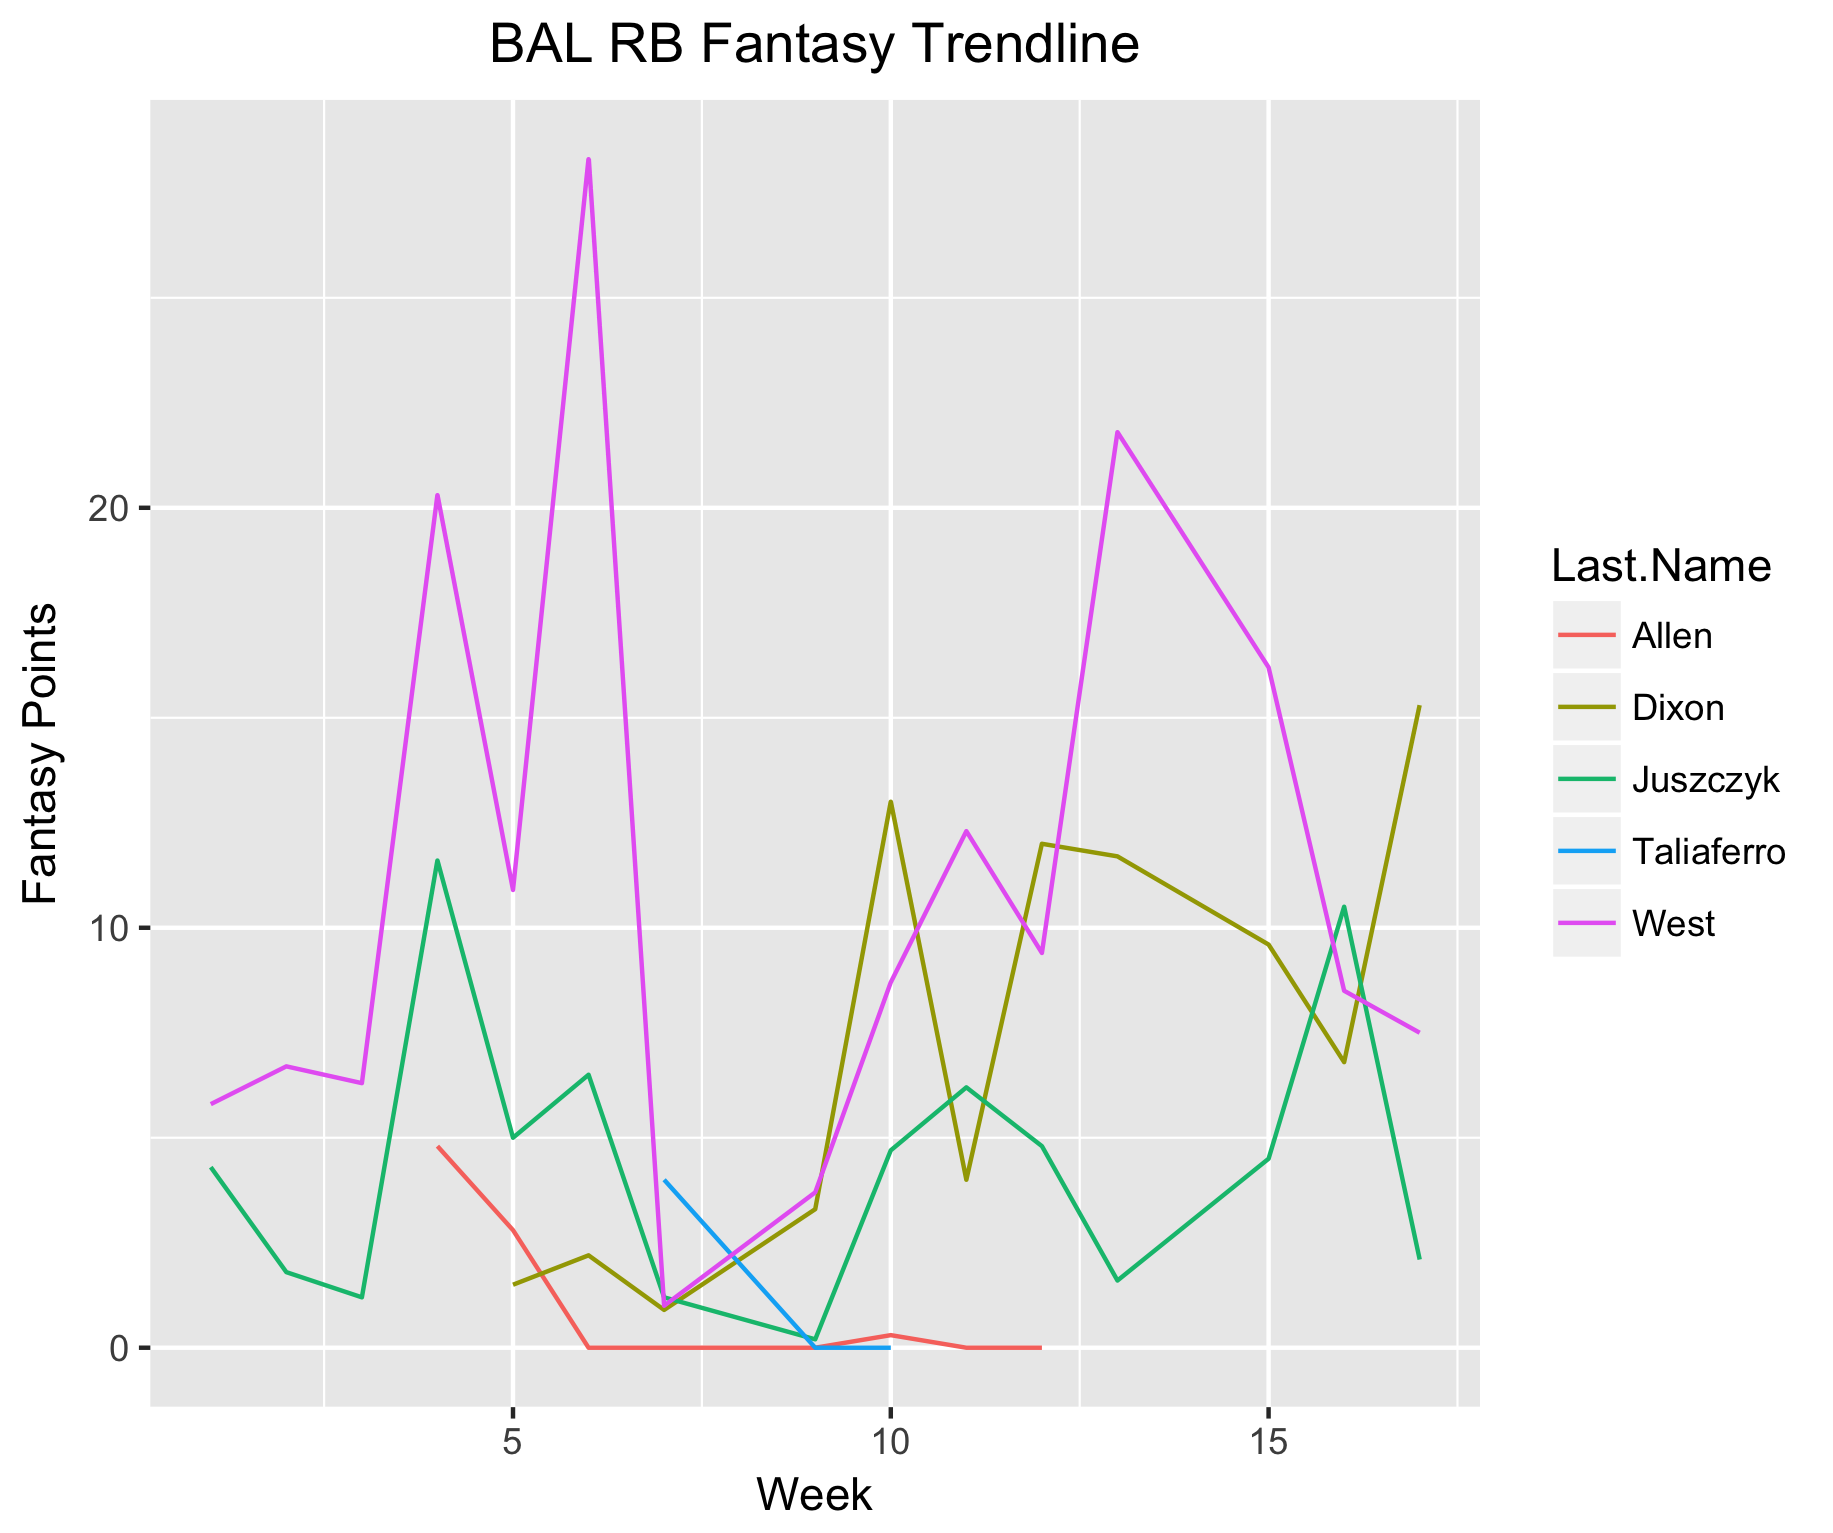 BAL RB Fantasy Trendline
Fantasy Points
20
10
0
5
10
15
Week
Last.Name
Allen
Dixon
Juszczyk
Taliaferro
West